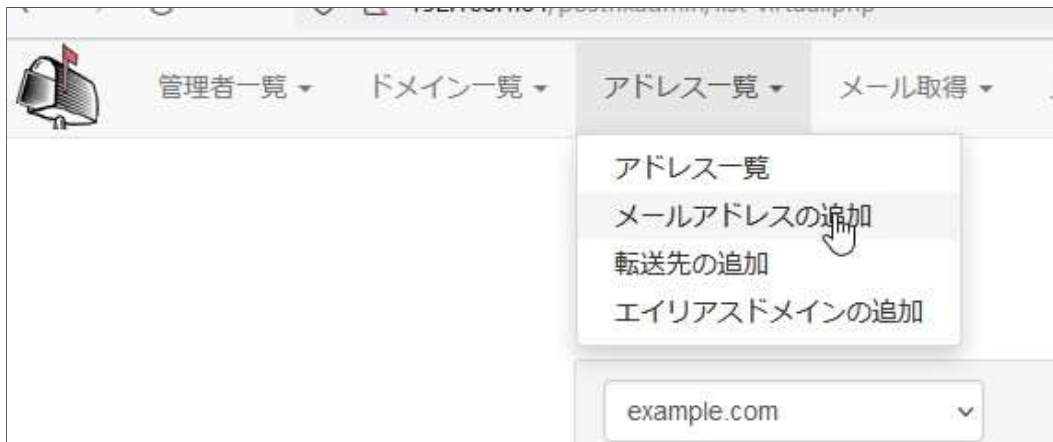 管理者一覧 ドメイン一覧 アドレス一覧 メール取得
アドレス一覧
メールアドレスの追加
転送先の追加
エイリアスドメインの追加
example.com